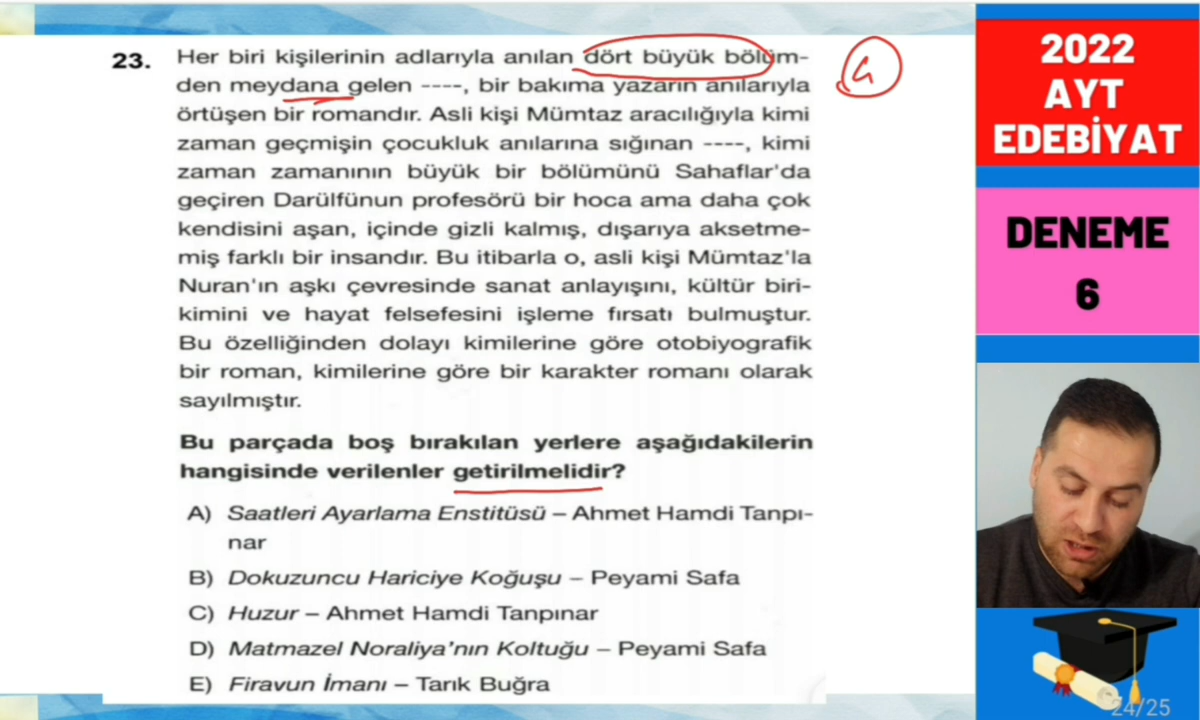 23. Her biri kişilerinin adlarıyla anılan dört büyük bölüm-
den meydana gelen ----, bir bakıma yazarın anılarıyla
örtüşen bir romandır. Asli kişi Mümtaz aracılığıyla kimi
zaman geçmişin çocukluk anılarına sığınan ----, kimi
zaman zamanının büyük bir bölümünü Sahaflar'da
geçiren Darülfünun profesörü bir hoca ama daha çok
kendisini aşan, içinde gizli kalmış, dışarıya aksetme-
miş farklı bir insandır. Bu itibarla o, asli kişi Mümtaz'la
Nuran'ın aşkı çevresinde sanat anlayışını, kültür biri-
kimini ve hayat felsefesini işleme fırsatı bulmuştur.
Bu özelliğinden dolayı kimilerine göre otobiyografik
bir roman, kimilerine göre bir karakter romanı olarak
sayılmıştır.
Bu parçada boş bırakılan yerlere aşağıdakilerin
hangisinde verilenler getirilmelidir?
A) Saatleri Ayarlama Enstitüsü – Ahmet Hamdi Tanpı-
nar
B) Dokuzuncu Hariciye Koğuşu – Peyami Safa
C) Huzur – Ahmet Hamdi Tanpınar
D) Matmazel Noraliya'nın Koltuğu – Peyami Safa
E) Firavun İmanı – Tarık Buğra
2022
AYT
EDEBİYAT
DENEME
6
24/25